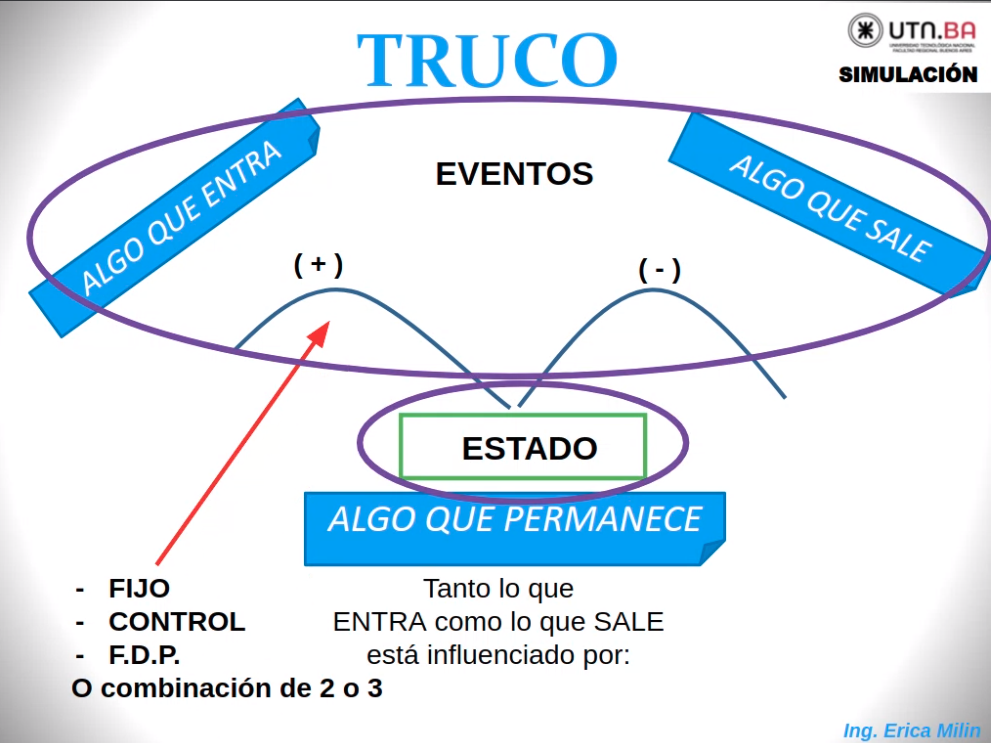 TRUCO
UTN.BA
UNIVERSIDAD TECNOLÓGICA NACIONAL
FACULTAD REGIONAL BUENOS AIRES
SIMULACIÓN
ALGO QUE ENTRA
EVENTOS
ALGO QUE SALE
( + )
( - )
ESTADO
ALGO QUE PERMANECE
- FIJO
- CONTROL
- F.D.P.
O combinación de 2 o 3
Tanto lo que
ENTRA como lo que SALE
está influenciado por:
Ing. Erica Milin